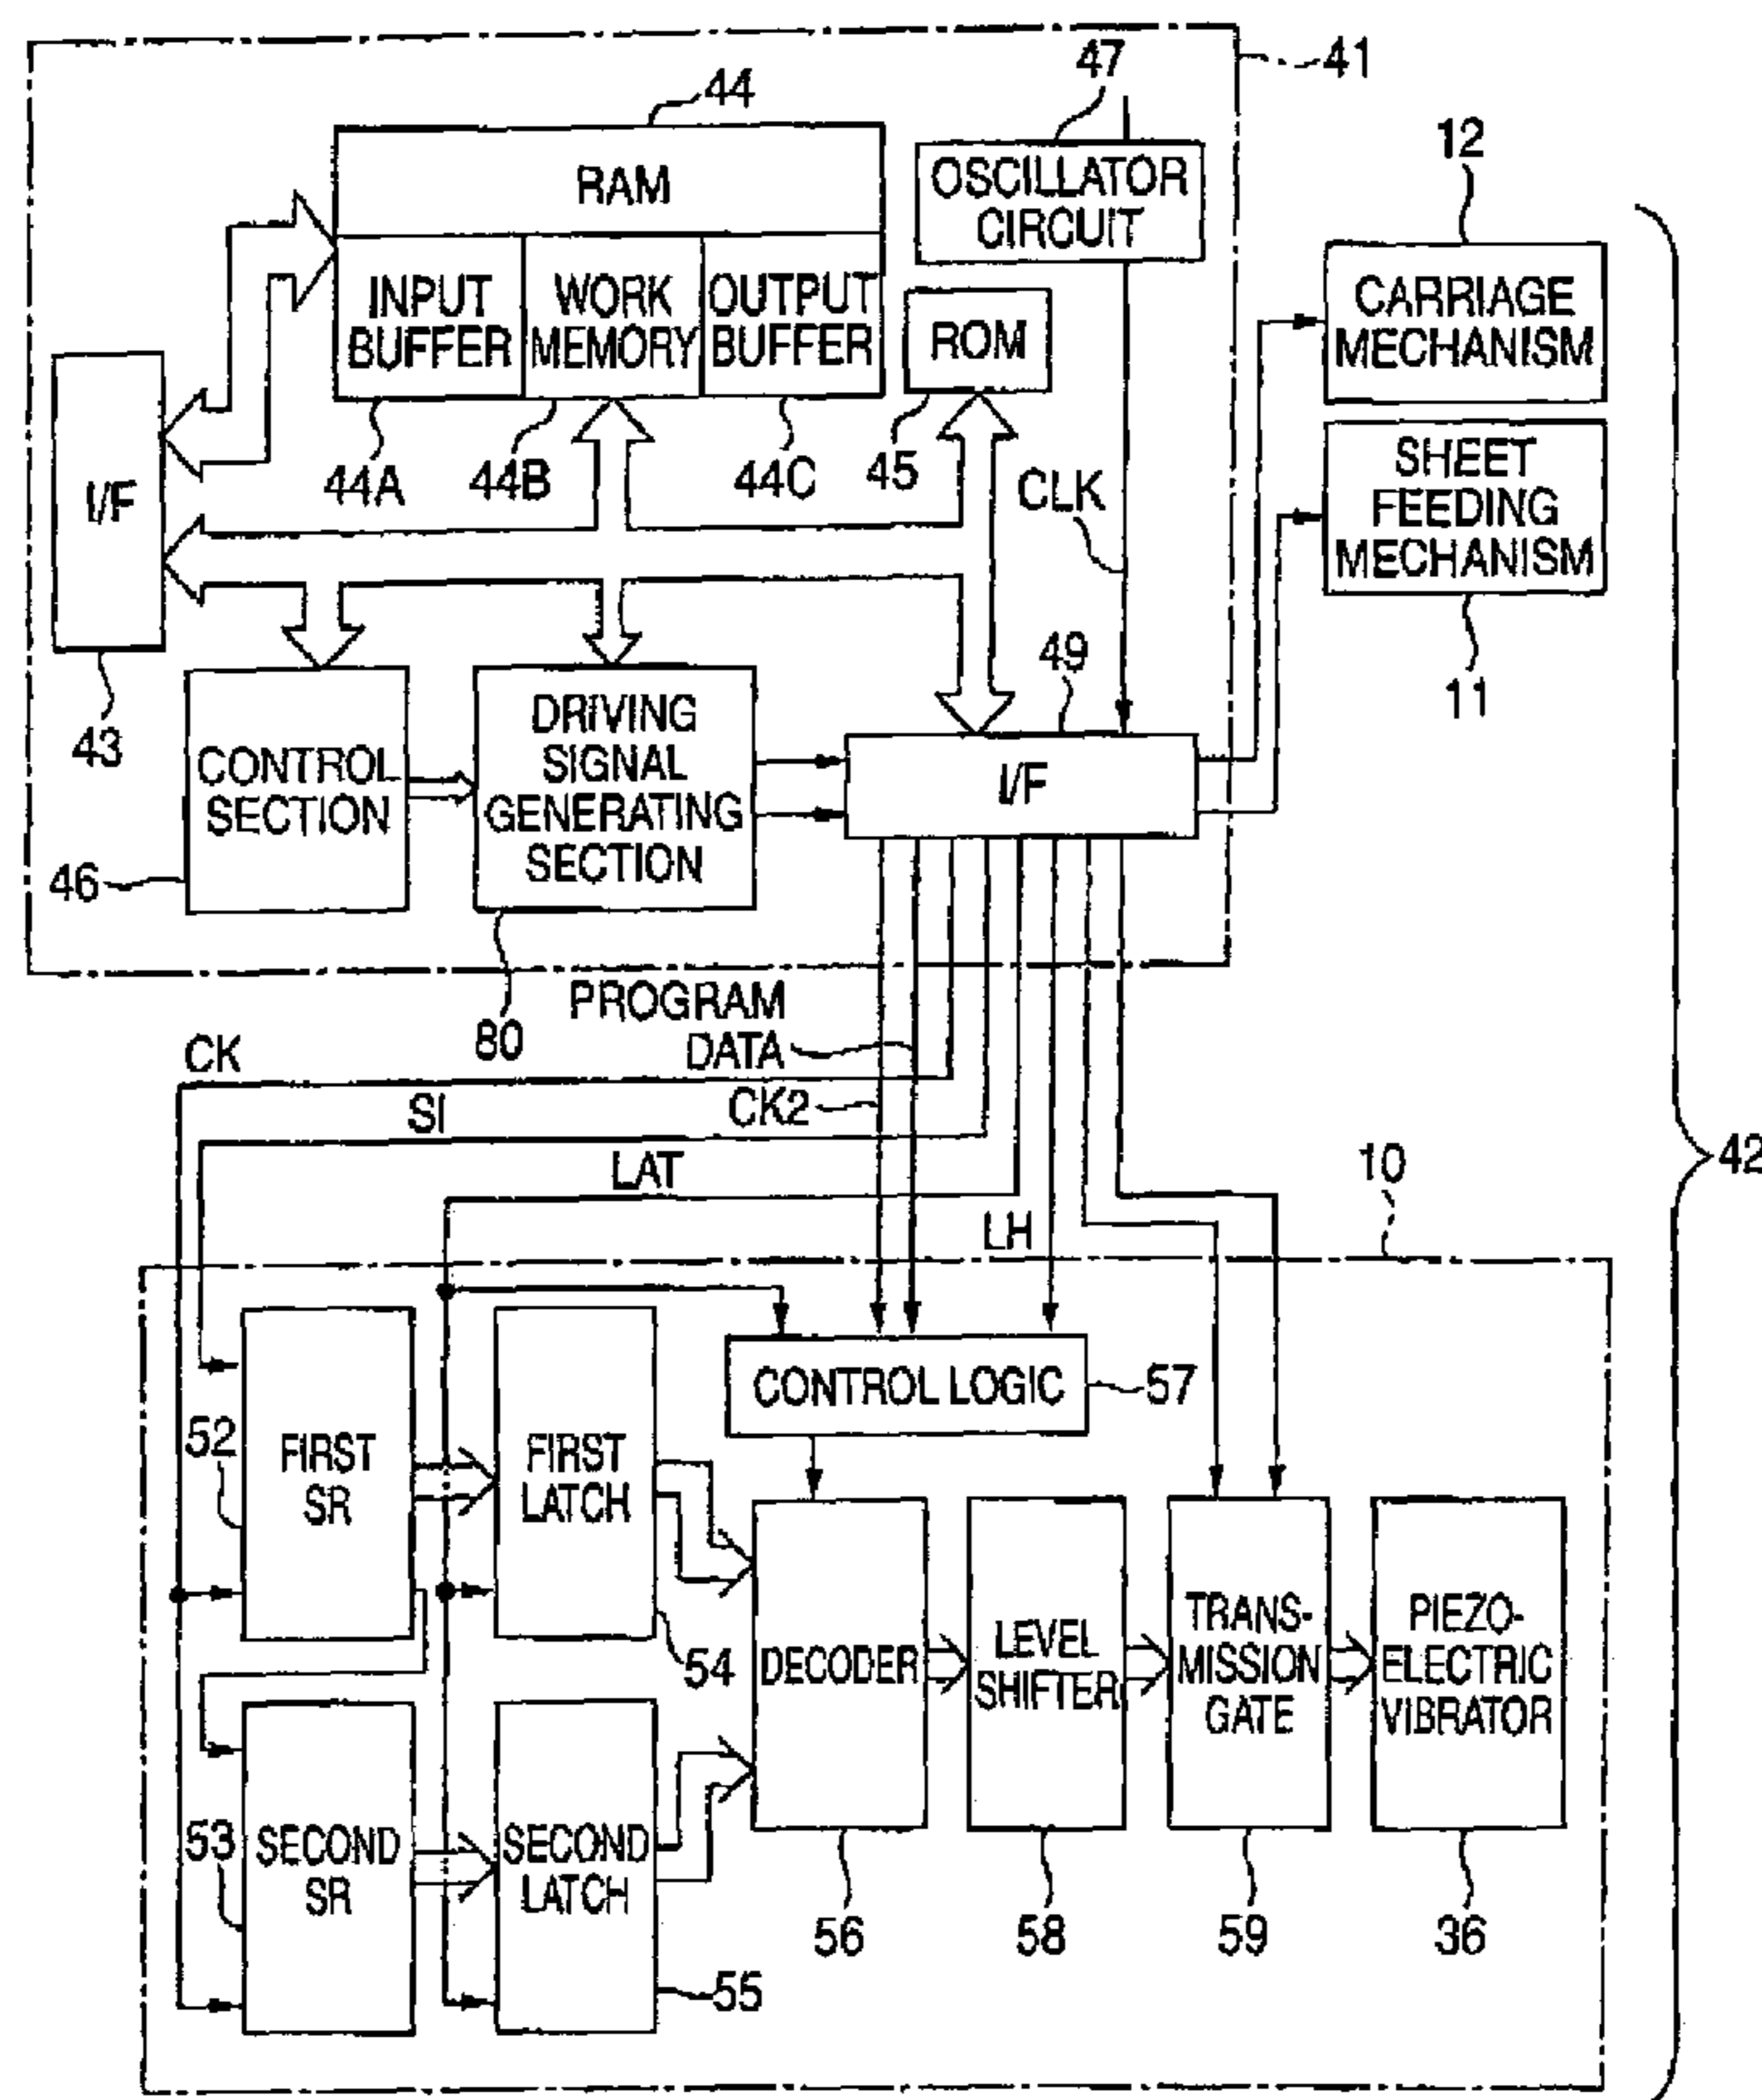 41
47
44
12
RAM
OSCILLATOR
CIRCUIT
CARRIAGE
MECHANISM
INPUT
BUFFER
WORK
MEMORY
OUTPUT
BUFFER
ROM
44A
44B
44C
45
CLK
SHEET
FEEDING
MECHANISM
11
I/F
43
49
CONTROL
SECTION
46
DRIVING
SIGNAL
GENERATING
SECTION
80
I/F
PROGRAM
DATA
CK
SI
CK2
LAT
LH
10
42
CONTROL LOGIC
57
52
FIRST
SR
FIRST
LATCH
54
DECODER
LEVEL
SHIFTER
TRANS-
MISSION
GATE
PIEZO-
ELECTRIC
VIBRATOR
53
SECOND
SR
SECOND
LATCH
55
56
58
59
36